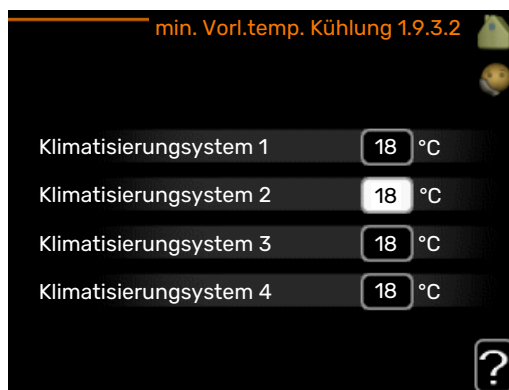 min. Vorl.temp. Kühlung 1.9.3.2
Klimatisierungsystem 1 18 °C
Klimatisierungsystem 2 18 °C
Klimatisierungsystem 3 18 °C
Klimatisierungsystem 4 18 °C
?